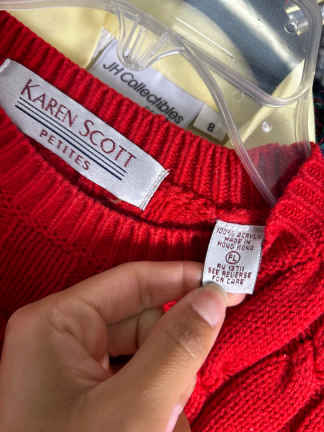 JH Collectibles
8
KAREN SCOTT
PETITES
100% ACRYLIC
MADE IN
HONG KONG
PL
RN 13711
SEE REVERSE
FOR CARE